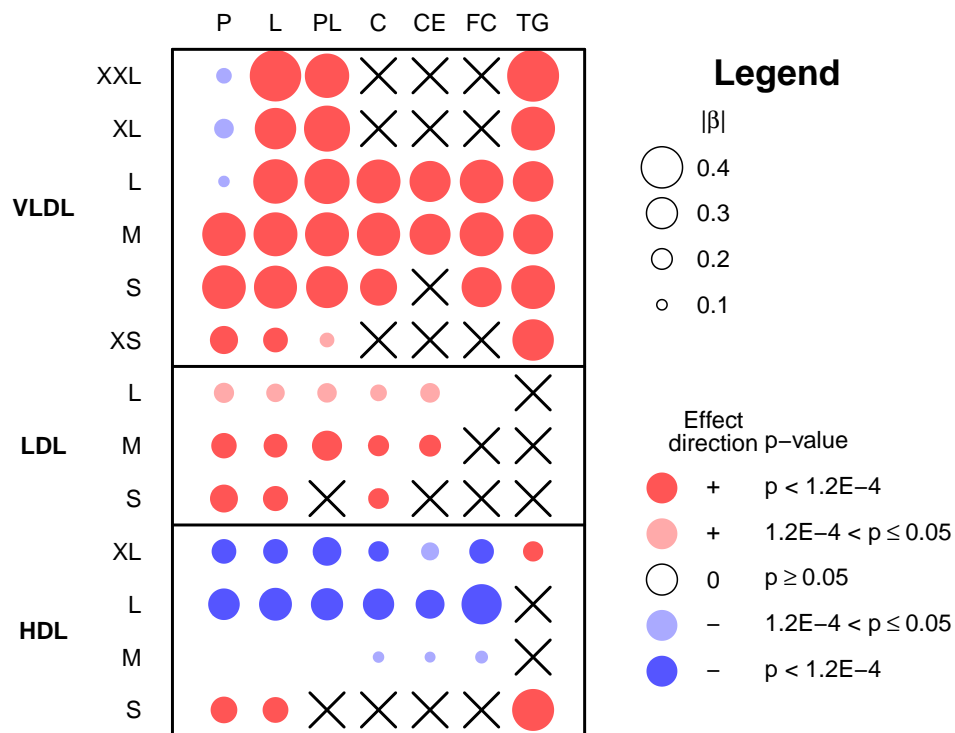 P L PL C CE FC TG
XXL
XL
L
VLDL
M
S
XS
L
LDL
M
S
XL
L
HDL
M
S
Legend
|β|
0.4
0.3
0.2
0.1
Effect
direction p−value
+ p < 1.2E−4
+ 1.2E−4 < p ≤ 0.05
0 p ≥ 0.05
− 1.2E−4 < p ≤ 0.05
− p < 1.2E−4